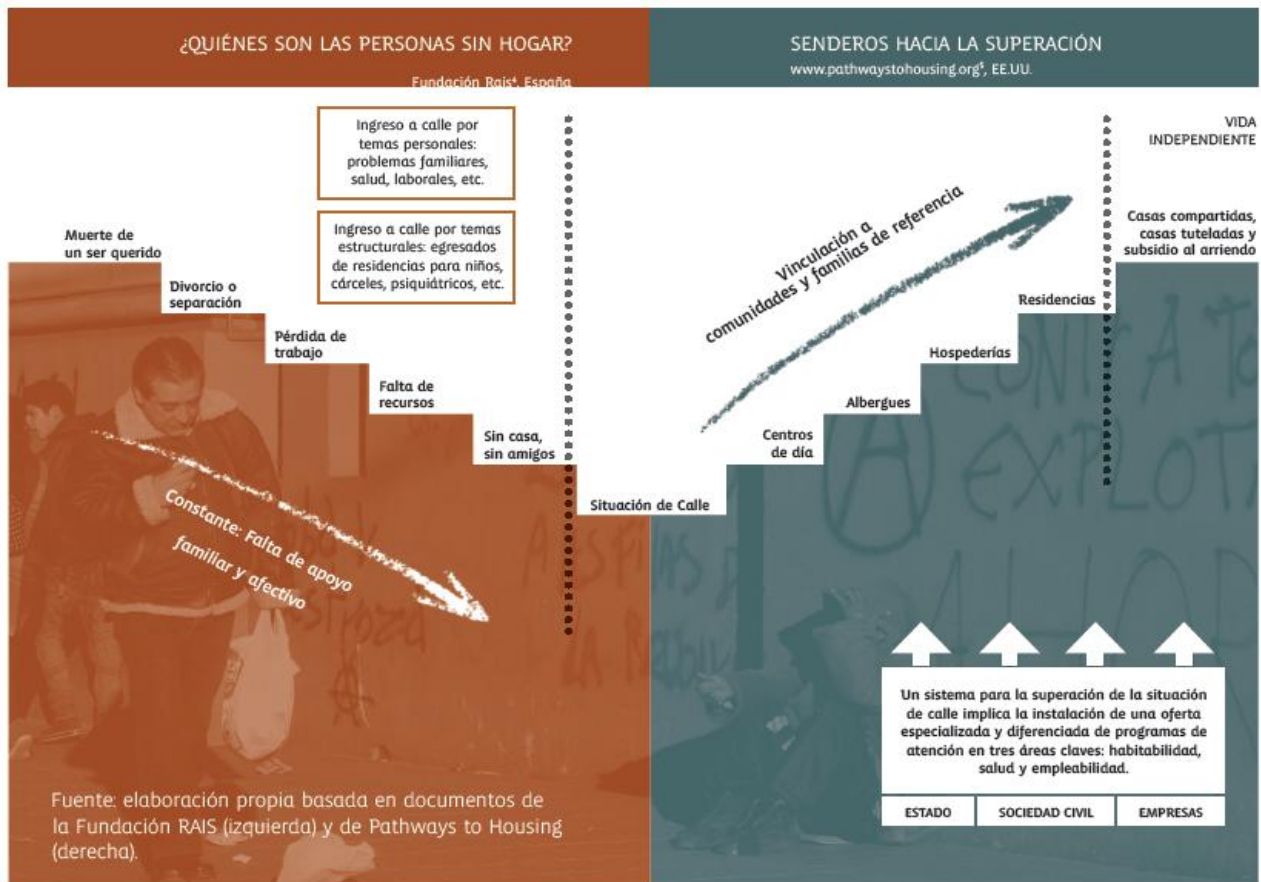 ¿QUIÉNES SON LAS PERSONAS SIN HOGAR?
Fundación Rais⁴, España
Ingreso a calle por
temas personales:
problemas familiares,
salud, laborales, etc.
Ingreso a calle por temas
estructurales: egresados
de residencias para niños,
cárceles, psiquiátricos, etc.
Muerte de
un ser querido
Divorcio o
separación
Pérdida de
trabajo
Falta de
recursos
Sin casa,
sin amigos
Constante: Falta de apoyo
familiar y afectivo
Situación de Calle
Fuente: elaboración propia basada en documentos de
la Fundación RAIS (izquierda) y de Pathways to Housing
(derecha).
SENDEROS HACIA LA SUPERACIÓN
www.pathwaystohousing.org⁵, EE.UU.
VIDA
INDEPENDIENTE
Vinculación a
comunidades y familias de referencia
Centros
de día
Albergues
Hospederías
Residencias
Casas compartidas,
casas tuteladas y
subsidio al arriendo
Un sistema para la superación de la situación
de calle implica la instalación de una oferta
especializada y diferenciada de programas de
atención en tres áreas claves: habitabilidad,
salud y empleabilidad.
ESTADO
SOCIEDAD CIVIL
EMPRESAS